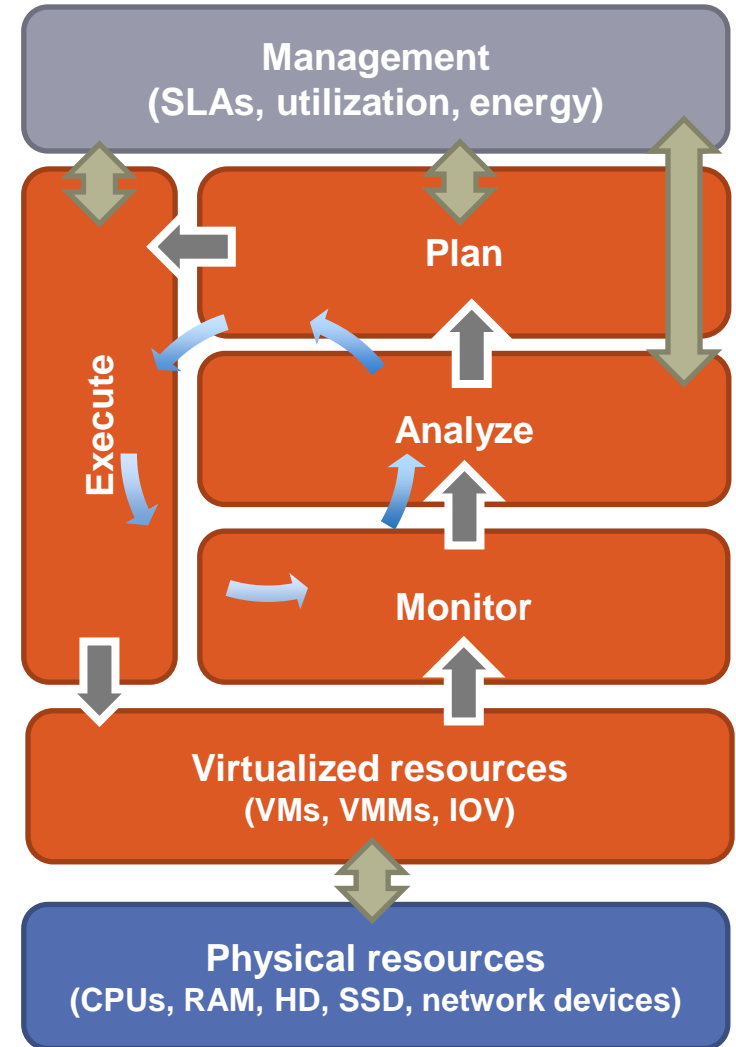 Management
(SLAs, utilization, energy)
Plan
Execute
Analyze
Monitor
Virtualized resources
(VMs, VMMs, IOV)
Physical resources
(CPUs, RAM, HD, SSD, network devices)